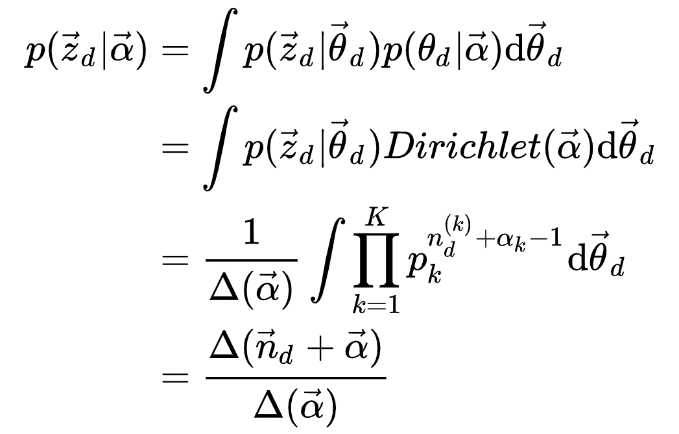 p(\vec{z}_d|\vec{\alpha}) = \int p(\vec{z}_d|\vec{\theta}_d)p(\theta_d|\vec{\alpha})\mathrm{d}\vec{\theta}_d
= \int p(\vec{z}_d|\vec{\theta}_d)Dirichlet(\vec{\alpha})\mathrm{d}\vec{\theta}_d
= \frac{1}{\Delta(\vec{\alpha})} \int \prod_{k=1}^{K} p_k^{n_d^{(k)}+\alpha_k-1}\mathrm{d}\vec{\theta}_d
= \frac{\Delta(\vec{n}_d+\vec{\alpha})}{\Delta(\vec{\alpha})}